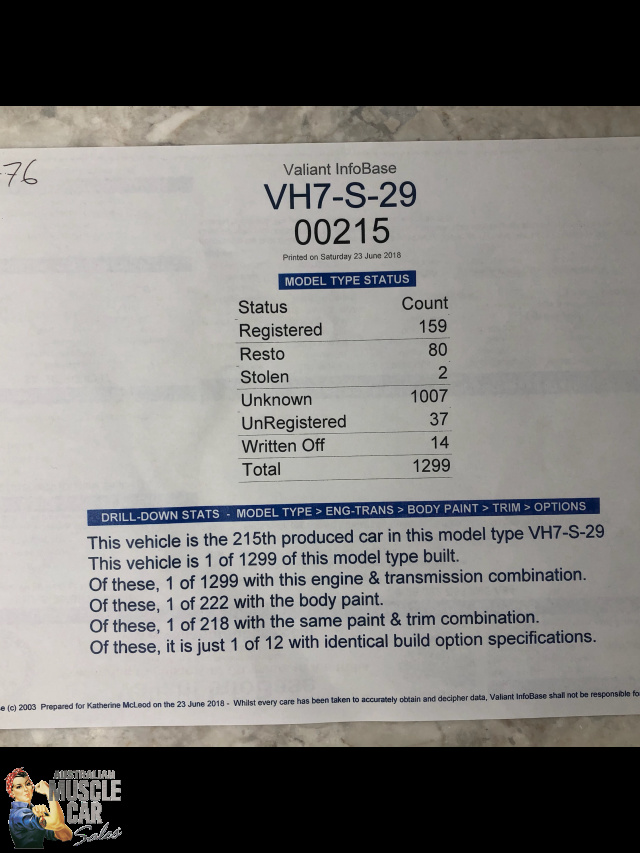 -76
Valiant InfoBase
VH7-S-29
00215
Printed on Saturday 23 June 2018
MODEL TYPE STATUS
Status Count
Registered 159
Resto 80
Stolen 2
Unknown 1007
UnRegistered 37
Written Off 14
Total 1299
DRILL-DOWN STATS - MODEL TYPE > ENG-TRANS > BODY PAINT > TRIM > OPTIONS
This vehicle is the 215th produced car in this model type VH7-S-29
This vehicle is 1 of 1299 of this model type built.
Of these, 1 of 1299 with this engine & transmission combination.
Of these, 1 of 222 with the body paint.
Of these, 1 of 218 with the same paint & trim combination.
Of these, it is just 1 of 12 with identical build option specifications.
e (c) 2003 Prepared for Katherine McLeod on the 23 June 2018 - Whilst every care has been taken to accurately obtain and decipher data, Valiant InfoBase shall not be responsible fo
AUSTRALIAN
MUSCLE
CAR
Sales